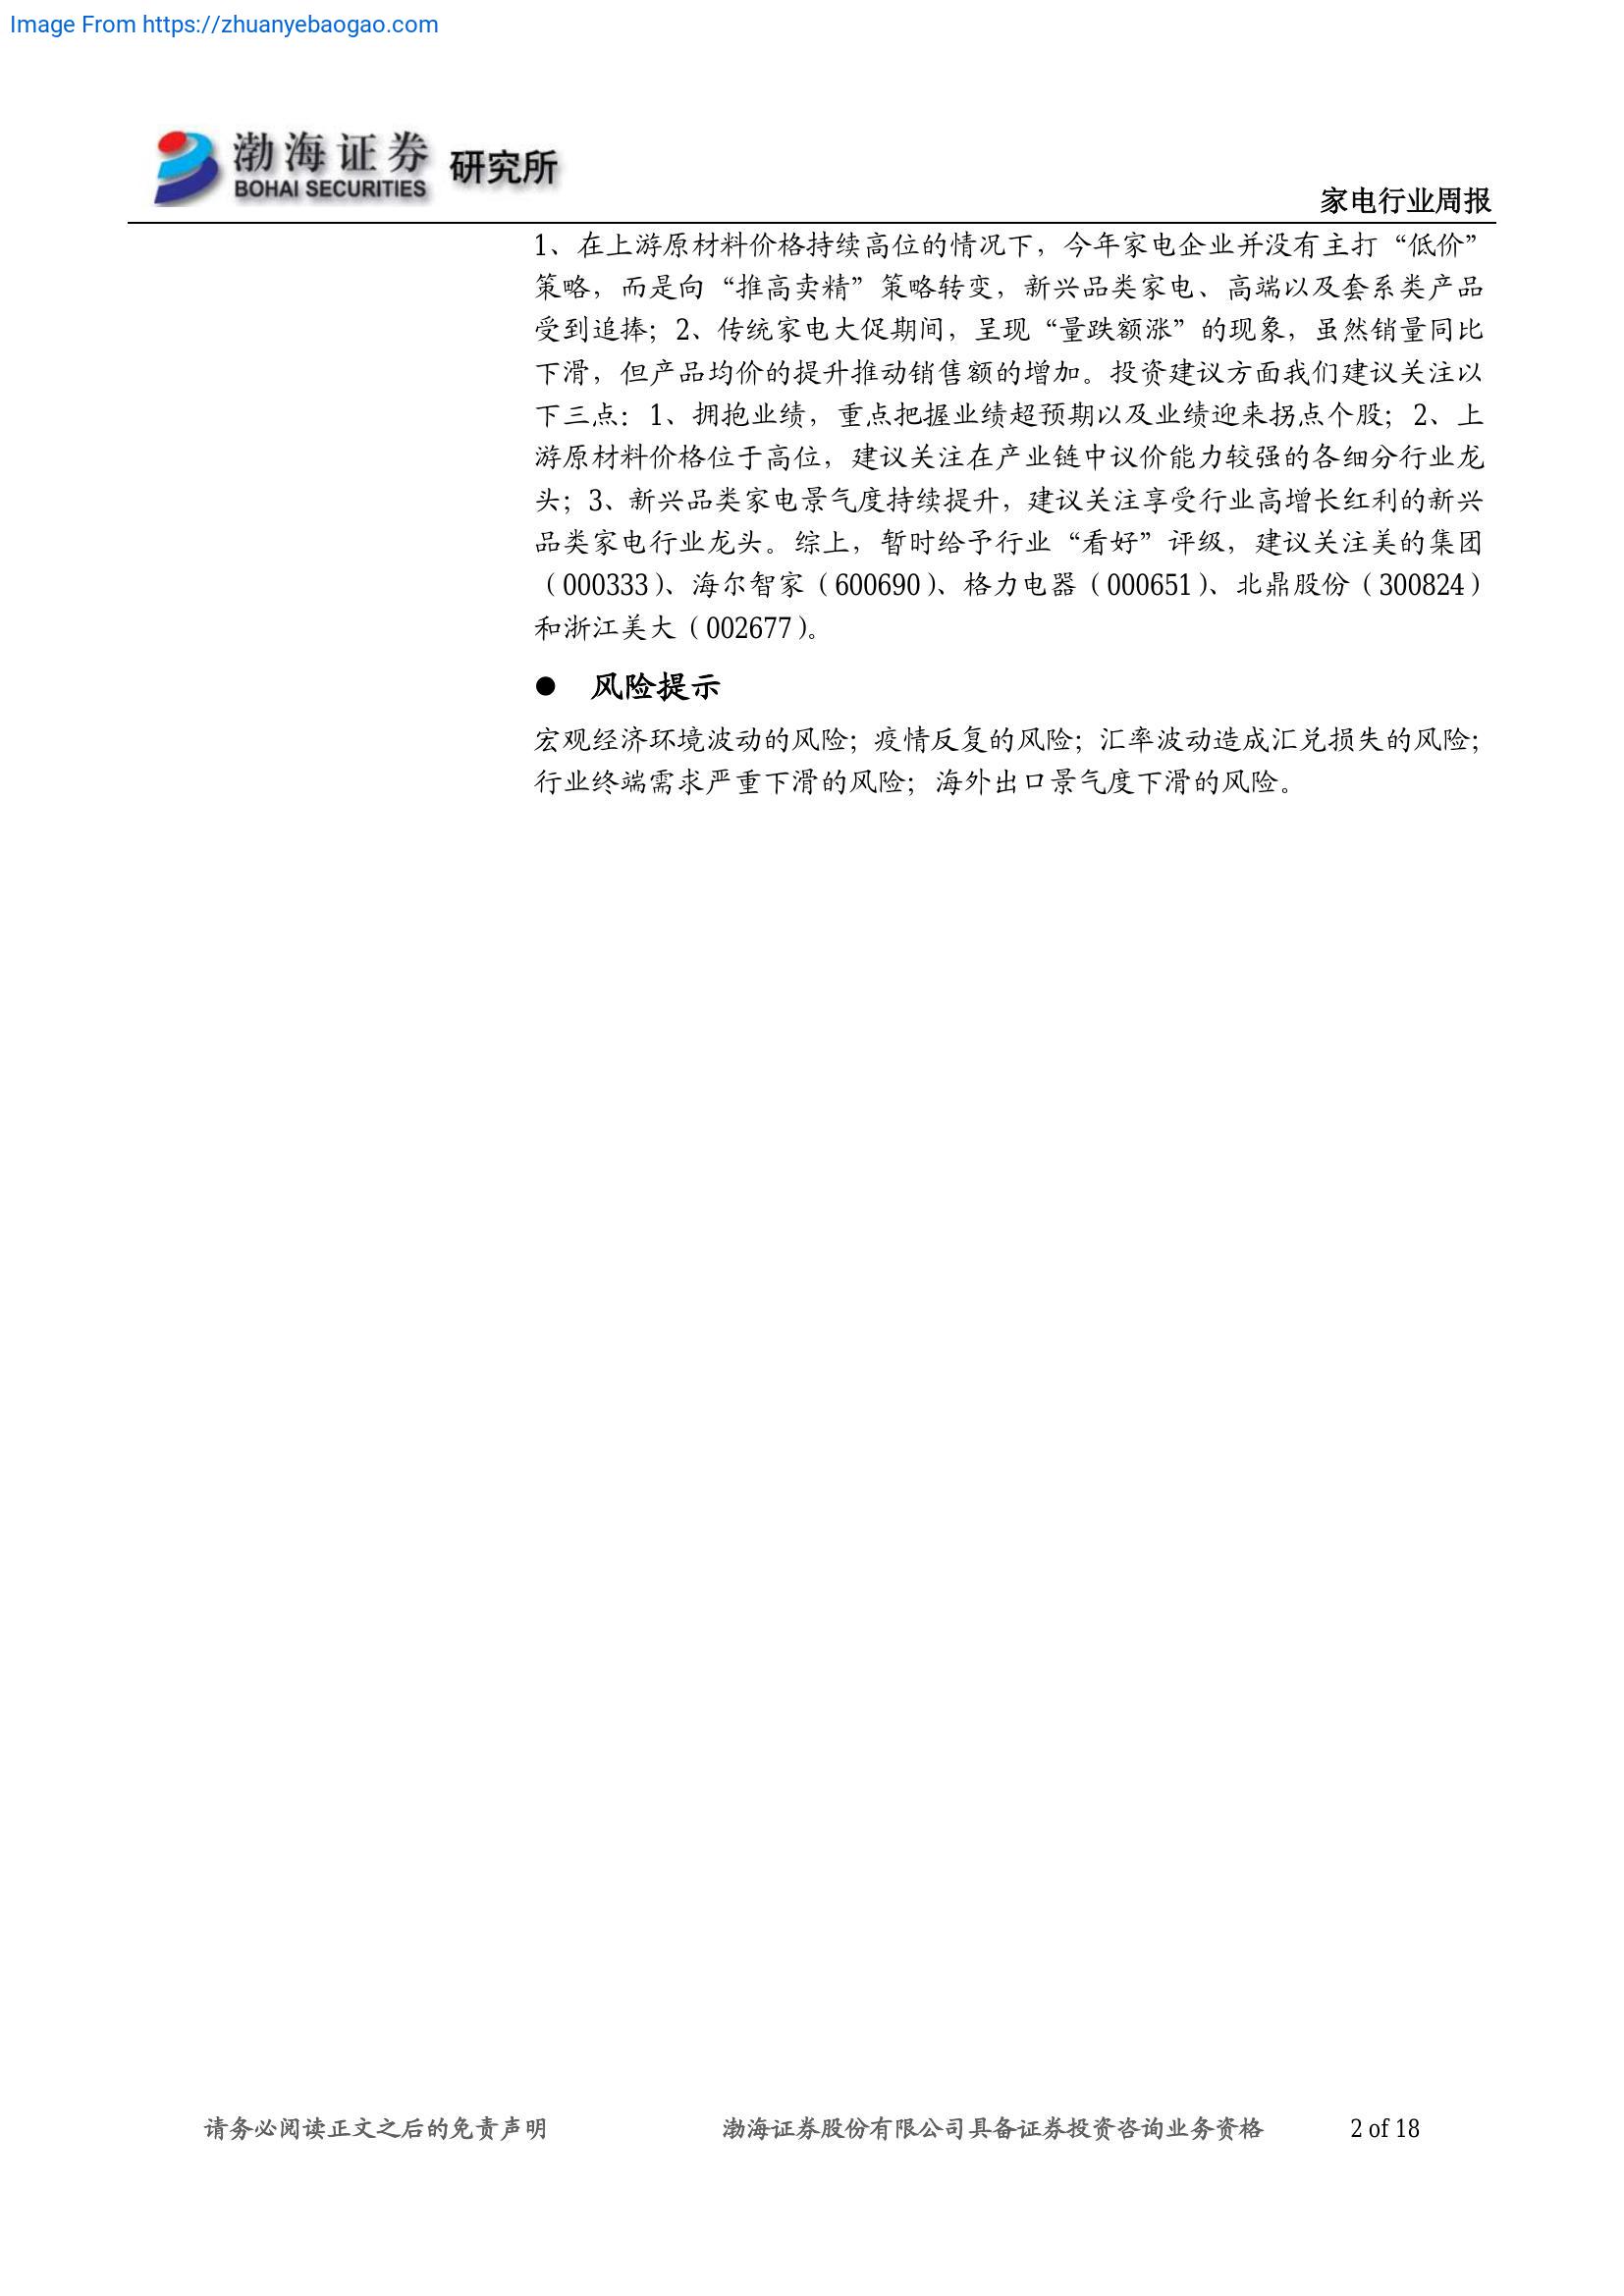 Image From https://zhuanyebaogao.com
渤海证券 研究所
BOHAI SECURITIES
家电行业周报
1、在上游原材料价格持续高位的情况下，今年家电企业并没有主打“低价”
策略，而是向“推高卖精”策略转变，新兴品类家电、高端以及套系类产品
受到追捧；2、传统家电大促期间，呈现“量跌额涨”的现象，虽然销量同比
下滑，但产品均价的提升推动销售额的增加。投资建议方面我们建议关注以
下三点：1、拥抱业绩，重点把握业绩超预期以及业绩迎来拐点个股；2、上
游原材料价格位于高位，建议关注在产业链中议价能力较强的各细分行业龙
头；3、新兴品类家电景气度持续提升，建议关注享受行业高增长红利的新兴
品类家电行业龙头。综上，暂时给予行业“看好”评级，建议关注美的集团
（000333）、海尔智家（600690）、格力电器（000651）、北鼎股份（300824）
和浙江美大（002677）。
● 风险提示
宏观经济环境波动的风险；疫情反复的风险；汇率波动造成汇兑损失的风险；
行业终端需求严重下滑的风险；海外出口景气度下滑的风险。
请务必阅读正文之后的免责声明 渤海证券股份有限公司具备证券投资咨询业务资格 2 of 18